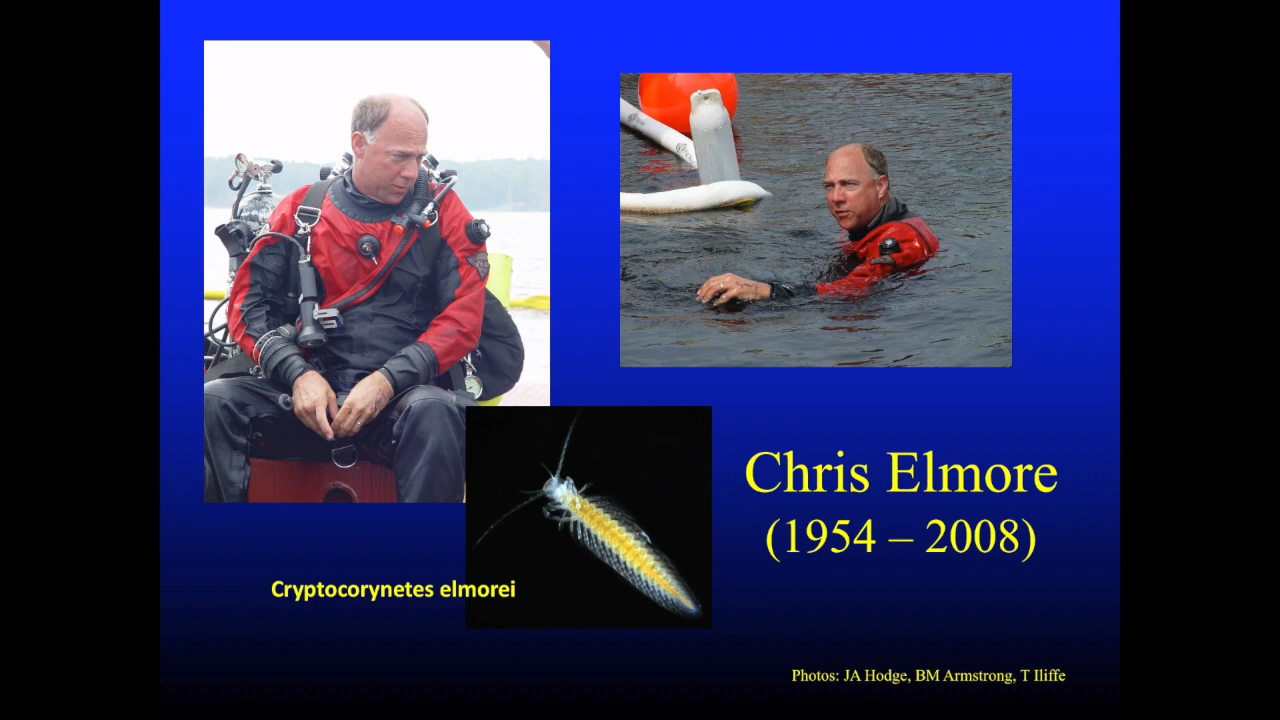 Chris Elmore
(1954 – 2008)
Cryptocorynetes elmorei
Photos: JA Hodge, BM Armstrong, T Iliffe